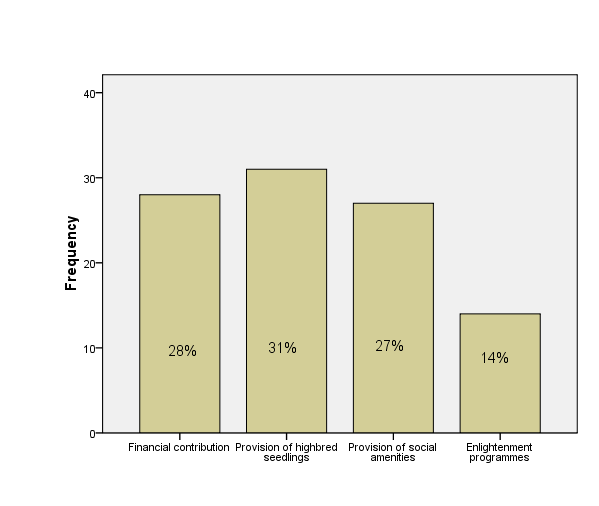 40
30
20
10
0
Frequency
28%
31%
27%
14%
Financial contribution
Provision of highbred
seedlings
Provision of social
amenities
Enlightenment
programmes